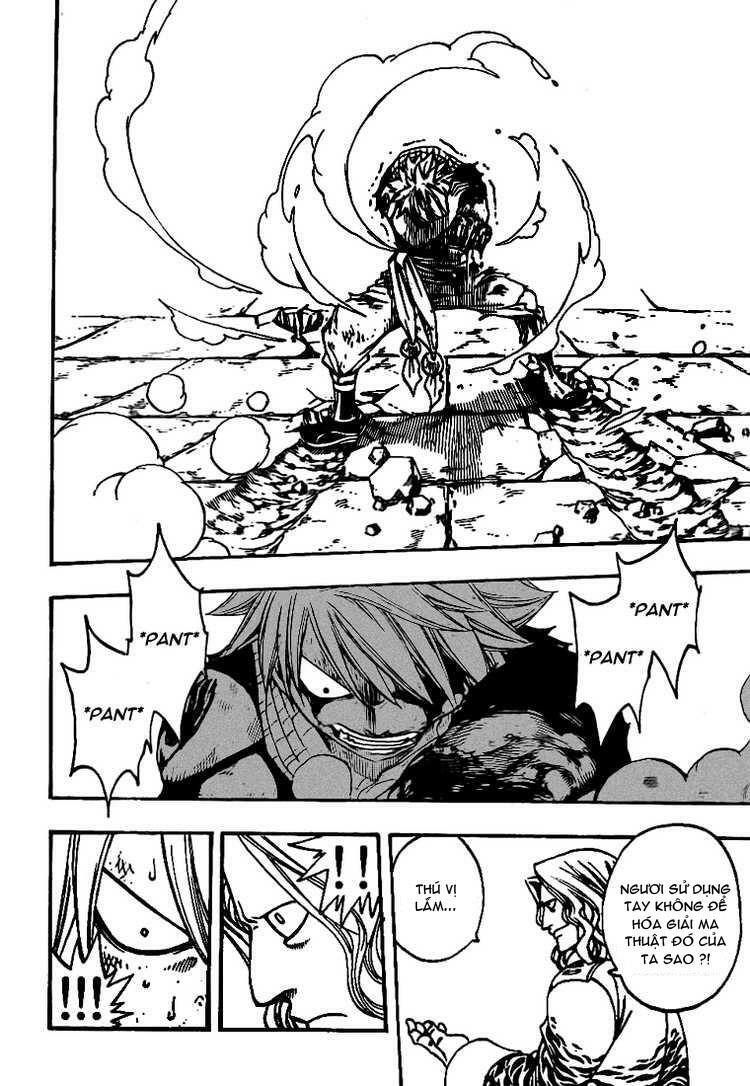 *PANT*
*PANT*
*PANT*
*PANT*
!!!
!!
THÚ VỊ
LẮM...
NGƯƠI SỬ DỤNG
TAY KHÔNG ĐỂ
HÓA GIẢI MA
THUẬT ĐÓ CỦA
TA SAO ?!